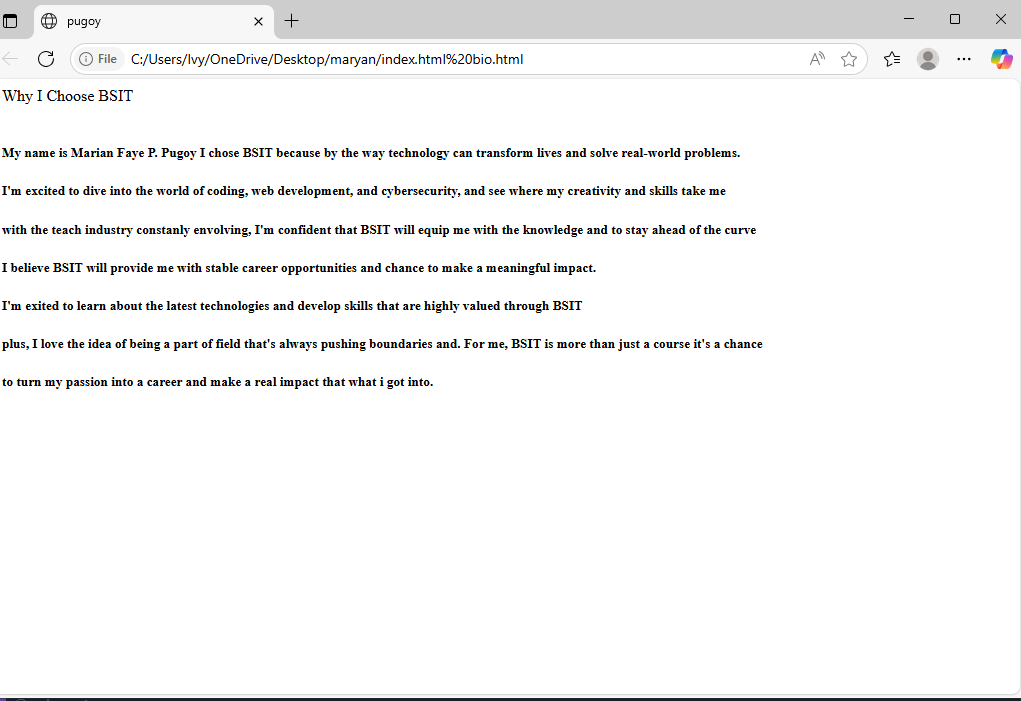 pugoy
File C:/Users/Ivy/OneDrive/Desktop/maryan/index.html%20bio.html
Why I Choose BSIT
My name is Marian Faye P. Pugoy I chose BSIT because by the way technology can transform lives and solve real-world problems.
I'm excited to dive into the world of coding, web development, and cybersecurity, and see where my creativity and skills take me
with the teach industry constanly envolving, I'm confident that BSIT will equip me with the knowledge and to stay ahead of the curve
I believe BSIT will provide me with stable career opportunities and chance to make a meaningful impact.
I'm exited to learn about the latest technologies and develop skills that are highly valued through BSIT
plus, I love the idea of being a part of field that's always pushing boundaries and. For me, BSIT is more than just a course it's a chance
to turn my passion into a career and make a real impact that what i got into.